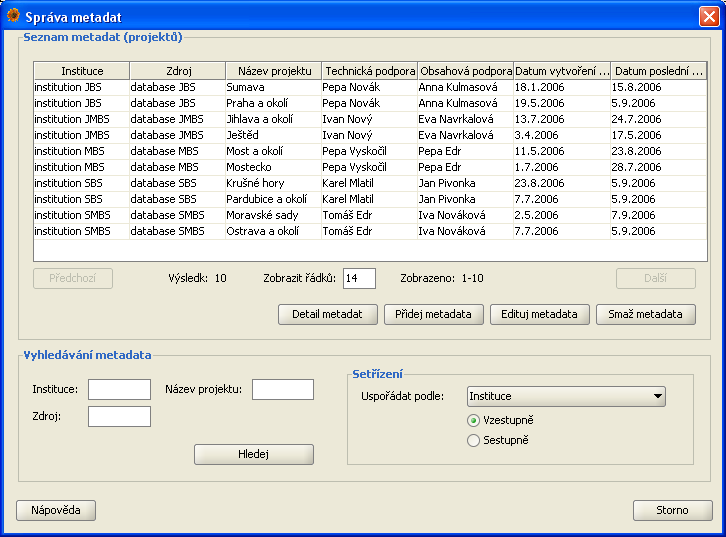 Správa metadat
Seznam metadat (projektů)
Instituce Zdroj Název projektu Technická podpora Obsahová podpora Datum vytvoření ... Datum poslední ...
institution JBS database JBS Sumava Pepa Novák Anna Kulmasová 18.1.2006 15.8.2006
institution JBS database JBS Praha a okolí Pepa Novák Anna Kulmasová 19.5.2006 5.9.2006
institution JMBS database JMBS Jihlava a okolí Ivan Nový Eva Navrkalová 13.7.2006 24.7.2006
institution JMBS database JMBS Ještěd Ivan Nový Eva Navrkalová 3.4.2006 17.5.2006
institution MBS database MBS Most a okolí Pepa Vyskočil Pepa Edr 11.5.2006 23.8.2006
institution MBS database MBS Mostecko Pepa Vyskočil Pepa Edr 1.7.2006 28.7.2006
institution SBS database SBS Krušné hory Karel Mlatil Jan Pivonka 23.8.2006 5.9.2006
institution SBS database SBS Pardubice a okolí Karel Mlatil Jan Pivonka 7.7.2006 5.9.2006
institution SMBS database SMBS Moravské sady Tomáš Edr Iva Nováková 2.5.2006 7.9.2006
institution SMBS database SMBS Ostrava a okolí Tomáš Edr Iva Nováková 7.7.2006 5.9.2006
Předchozí Výsledk: 10 Zobrazit řádků: 14 Zobrazeno: 1-10 Další
Detail metadat Přidej metadata Edituj metadata Smaž metadata
Vyhledávání metadata
Instituce: Název projektu:
Zdroj:
Hledej
Setřízení
Uspořádat podle: Instituce
Vzestupně
Sestupně
Nápověda Storno